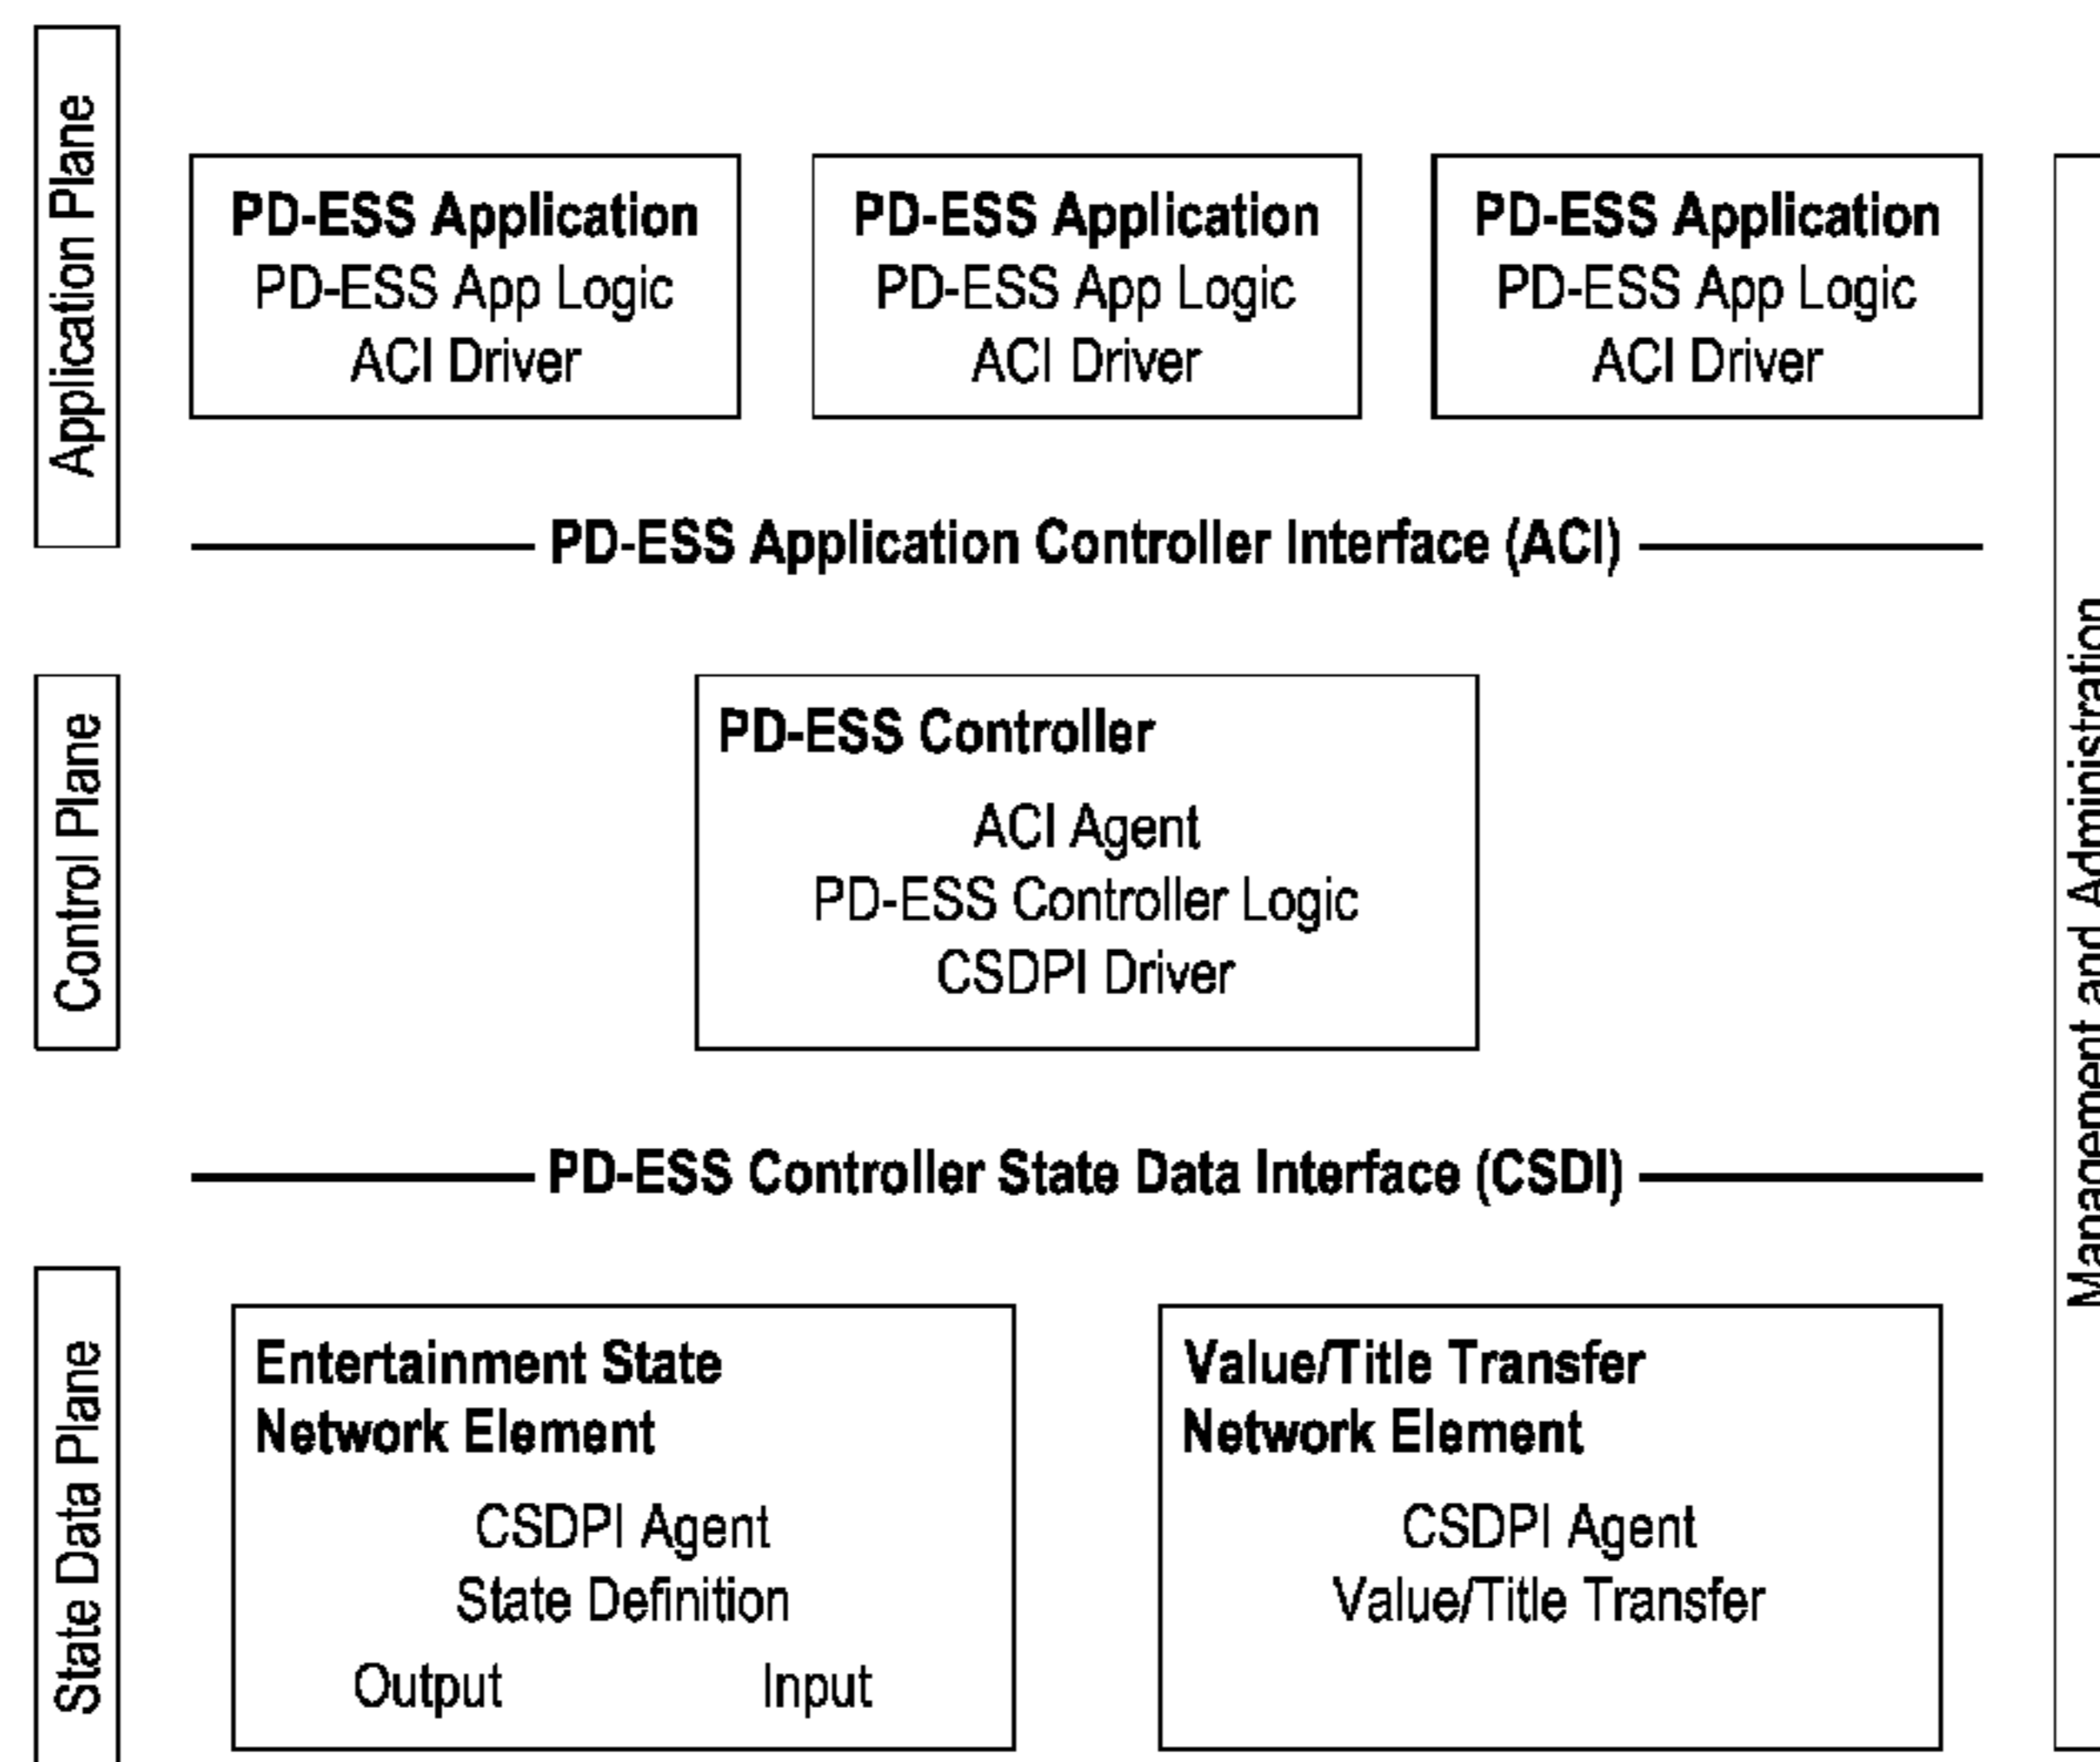 Application Plane
PD-ESS Application
PD-ESS App Logic
ACI Driver
PD-ESS Application
PD-ESS App Logic
ACI Driver
PD-ESS Application
PD-ESS App Logic
ACI Driver
PD-ESS Application Controller Interface (ACI)
Control Plane
PD-ESS Controller
ACI Agent
PD-ESS Controller Logic
CSDPI Driver
PD-ESS Controller State Data Interface (CSDI)
State Data Plane
Entertainment State
Network Element
CSDPI Agent
State Definition
Output Input
Value/Title Transfer
Network Element
CSDPI Agent
Value/Title Transfer
Management and Administration